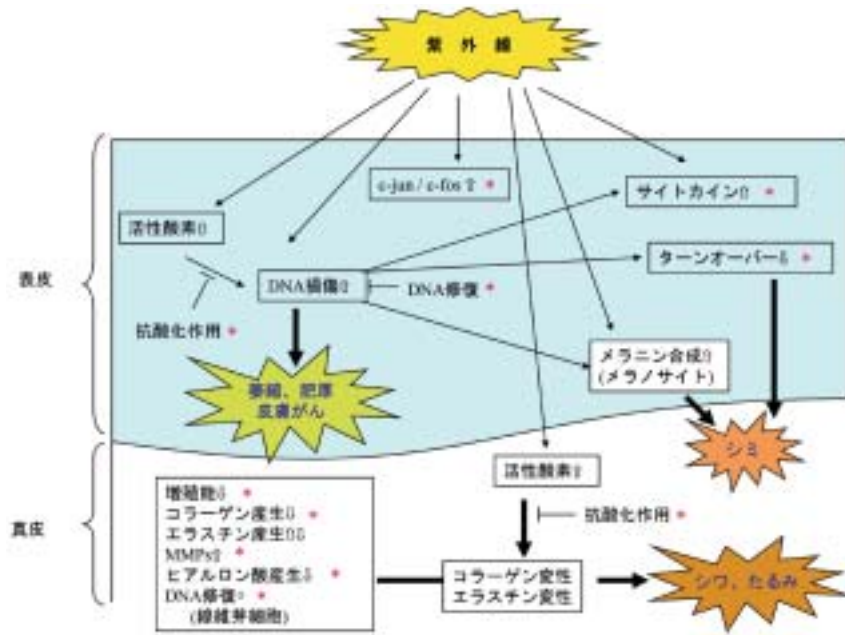 紫 外 線
c-jun / c-fos⇧ *
サイトカイン⇧ *
活性酸素⇧
ターンオーバー⇩ *
表皮
DNA損傷⇧
DNA修復 *
抗酸化作用 *
メラニン合成⇧
(メラノサイト)
萎縮、肥厚
皮膚がん
シミ
活性酸素⇧
増殖能⇩ *
コラーゲン産生⇩ *
エラスチン産生⇧⇩
MMPs⇧ *
ヒアルロン酸産生⇩ *
DNA修復 *
(線維芽細胞)
抗酸化作用 *
真皮
コラーゲン変性
エラスチン変性
シワ、たるみ